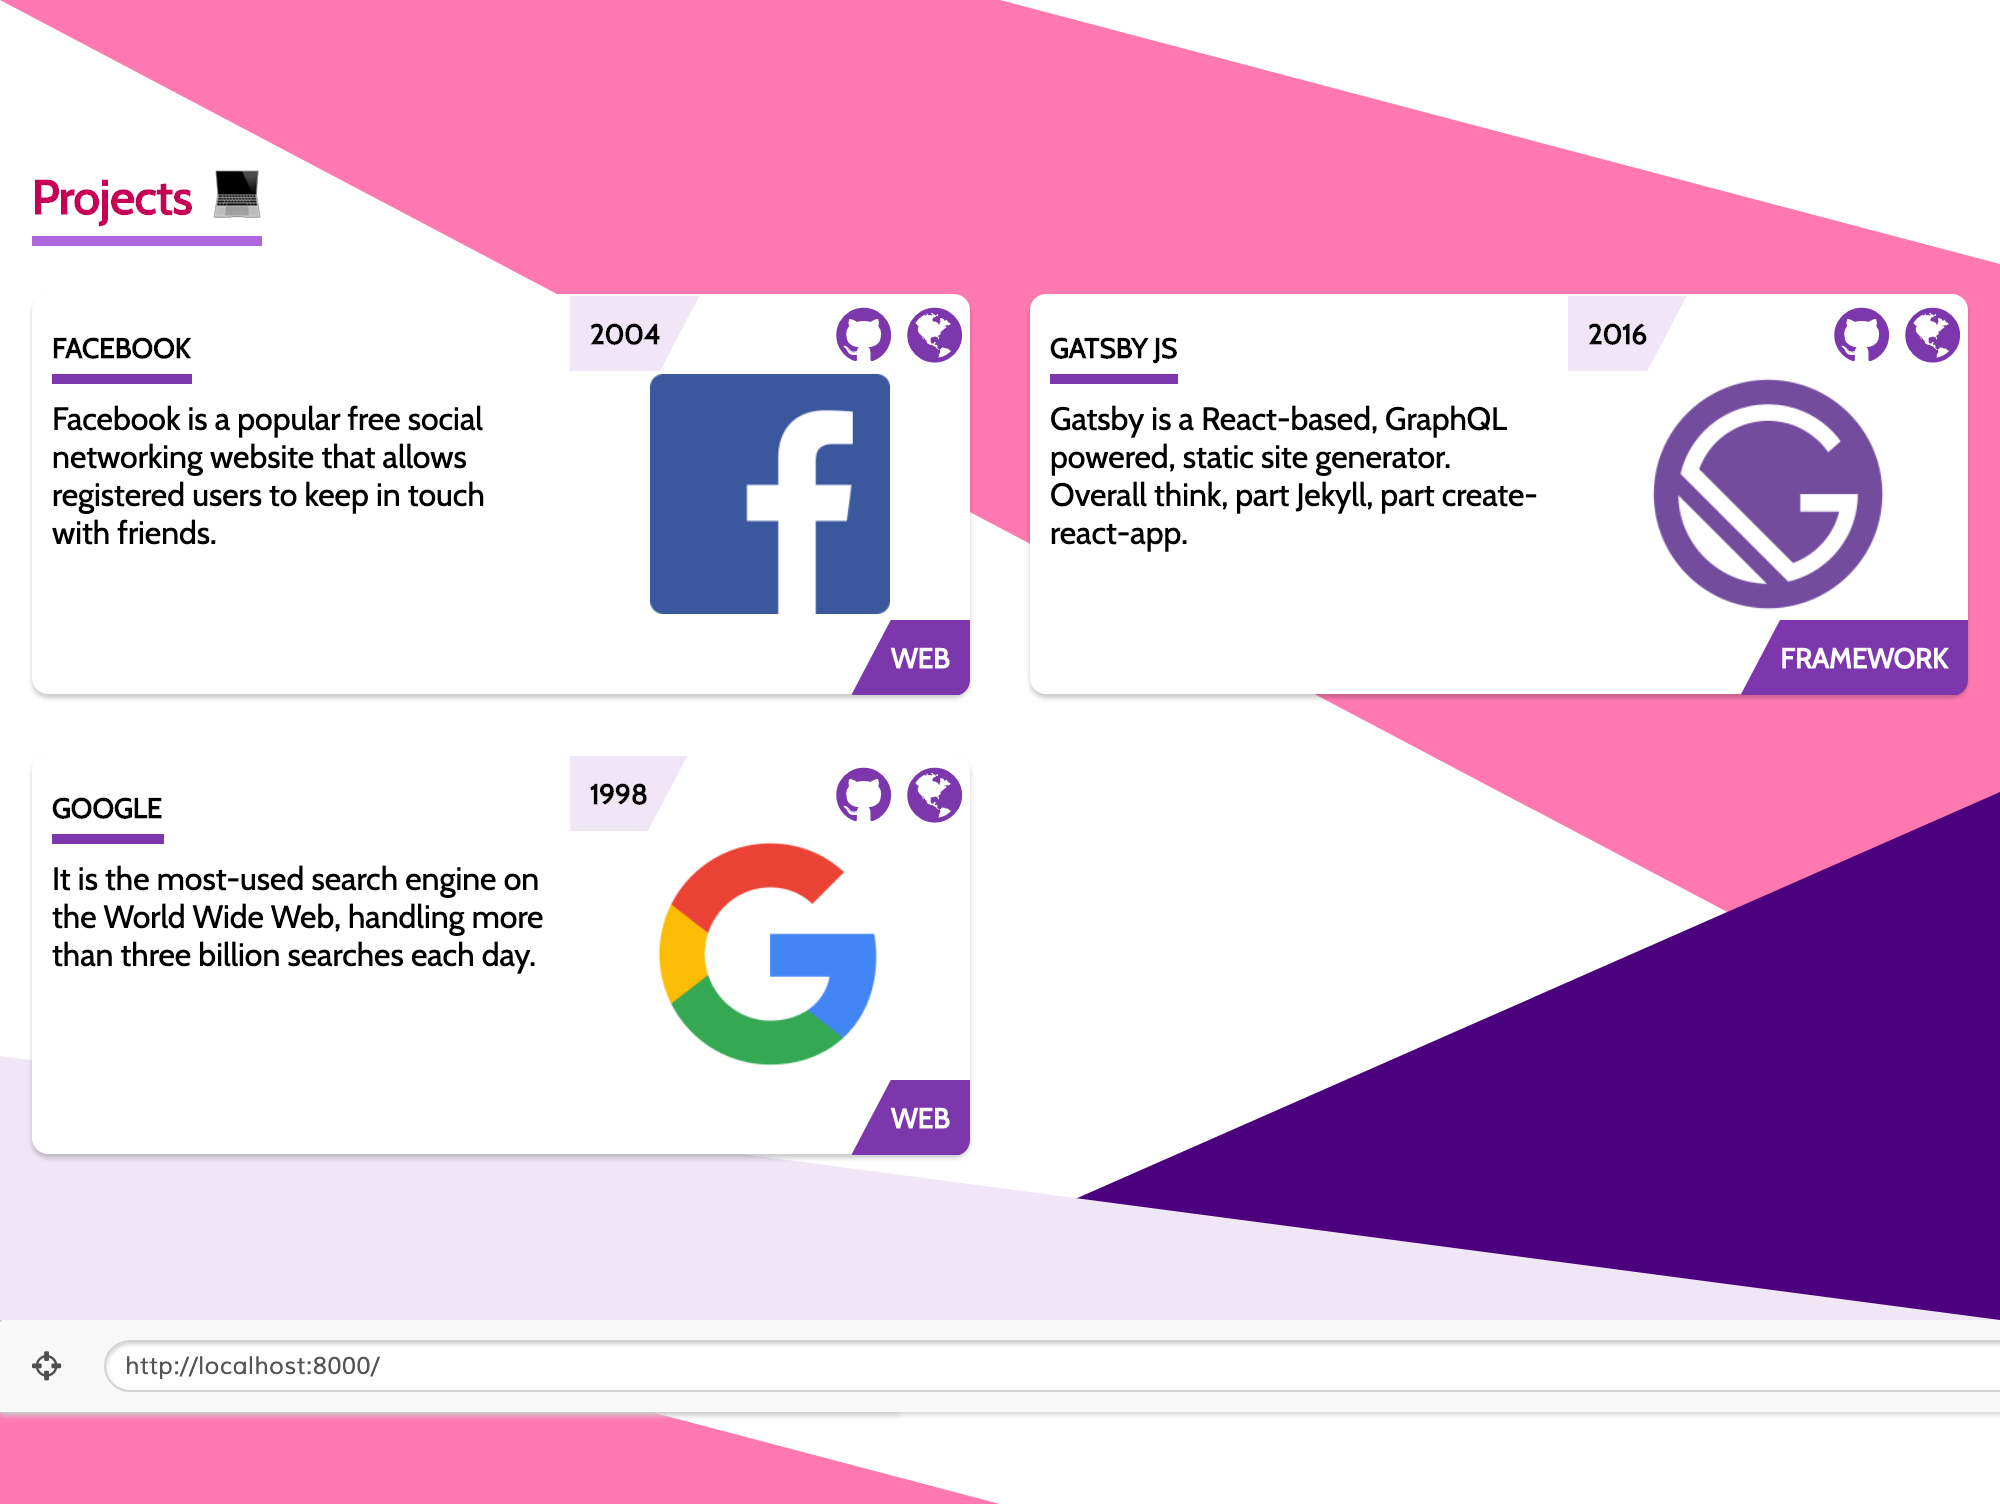 Projects
FACEBOOK
2004
Facebook is a popular free social
networking website that allows
registered users to keep in touch
with friends.
WEB
GATSBY JS
2016
Gatsby is a React-based, GraphQL
powered, static site generator.
Overall think, part Jekyll, part create-
react-app.
FRAMEWORK
GOOGLE
1998
It is the most-used search engine on
the World Wide Web, handling more
than three billion searches each day.
WEB
http://localhost:8000/